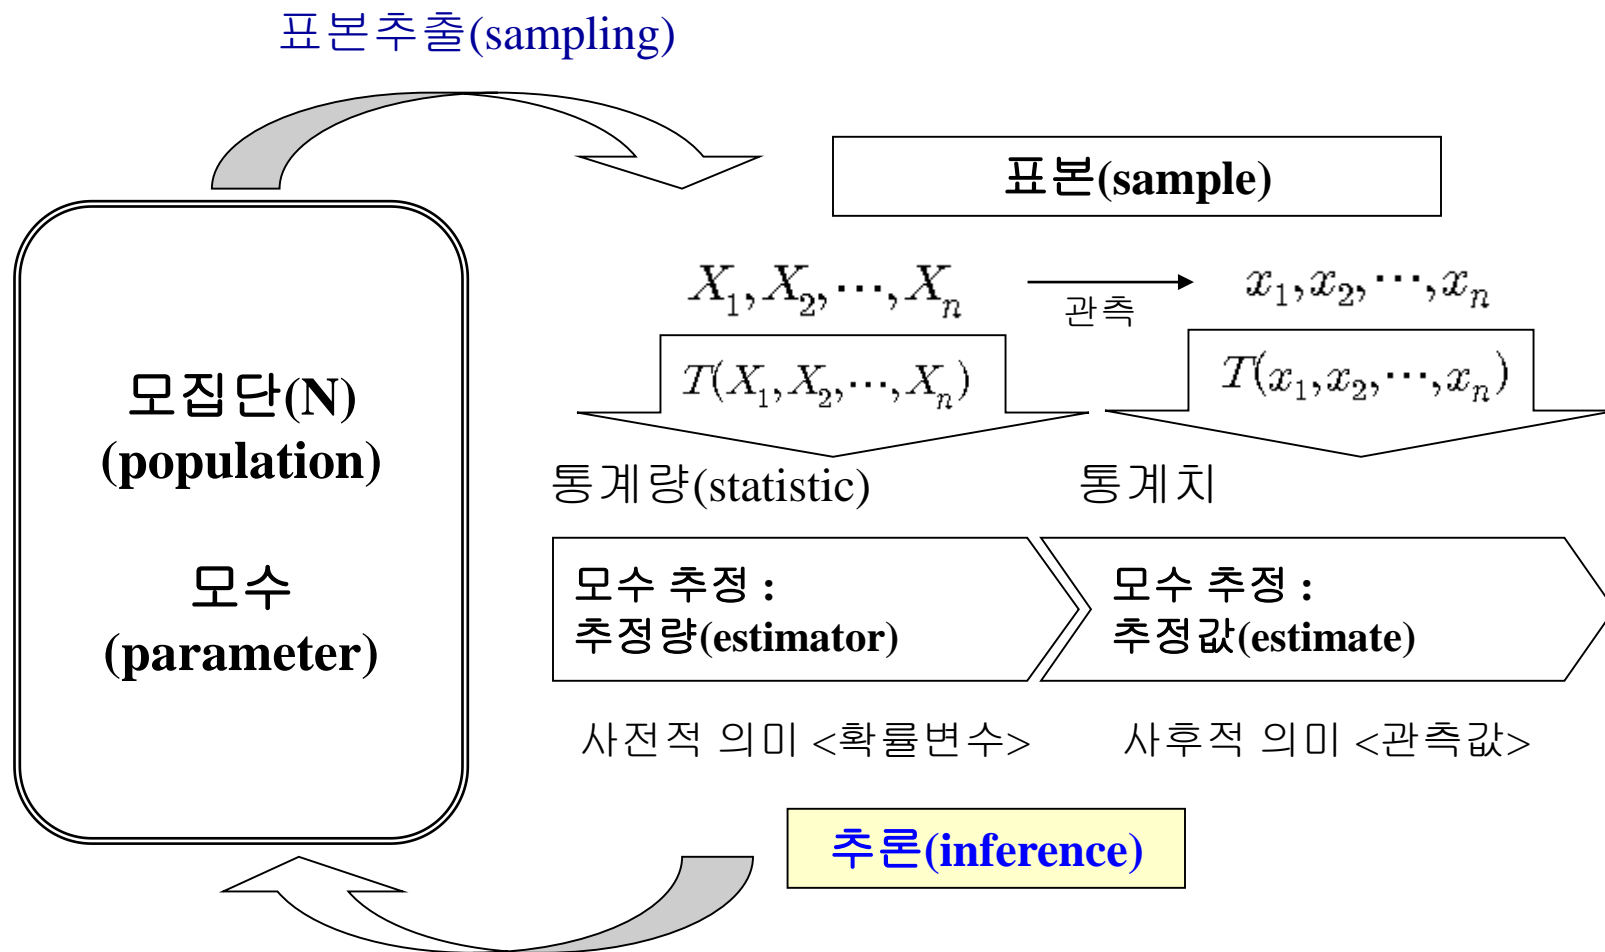 표본추출(sampling)
표본(sample)
X₁, X₂, ⋯, Xₙ
관측
x₁, x₂, ⋯, xₙ
T(X₁, X₂, ⋯, Xₙ)
T(x₁, x₂, ⋯, xₙ)
모집단(N)
(population)
모수
(parameter)
통계량(statistic)
통계치
모수 추정 :
추정량(estimator)
모수 추정 :
추정값(estimate)
사전적 의미 <확률변수>
사후적 의미 <관측값>
추론(inference)